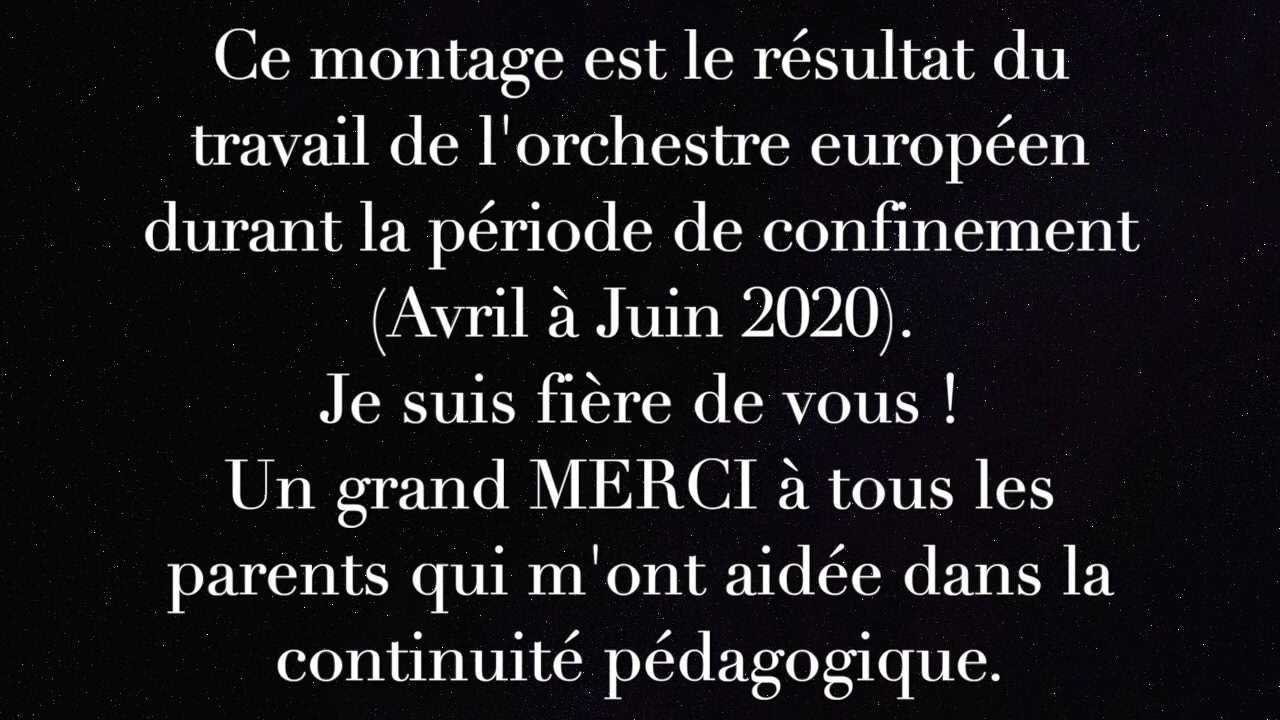 Ce montage est le résultat du
travail de l'orchestre européen
durant la période de confinement
(Avril à Juin 2020).
Je suis fière de vous !
Un grand MERCI à tous les
parents qui m'ont aidée dans la
continuité pédagogique.